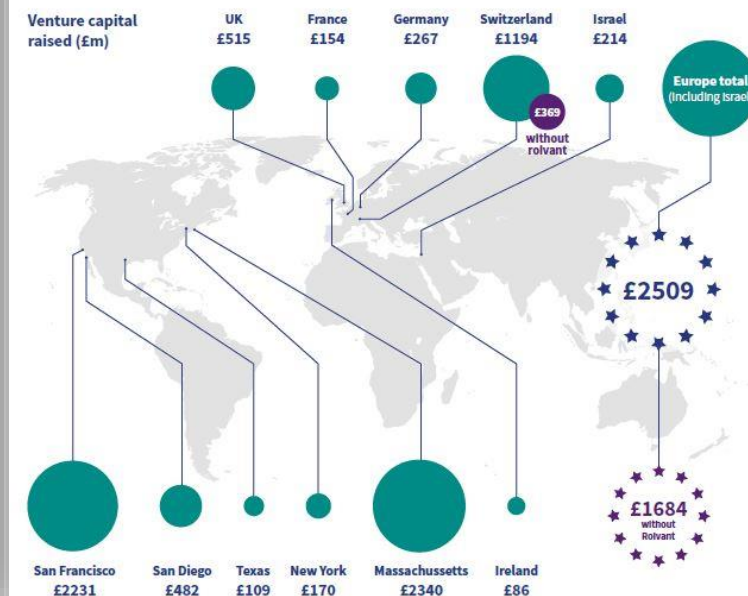 Venture capital
raised (£m)
UK
£515
France
£154
Germany
£267
Switzerland
£1194
Israel
£214
£369
without
roivant
Europe total
(including Israel
£2509
£1684
without
Roivant
San Francisco
£2231
San Diego
£482
Texas
£109
New York
£170
Massachussetts
£2340
Ireland
£86